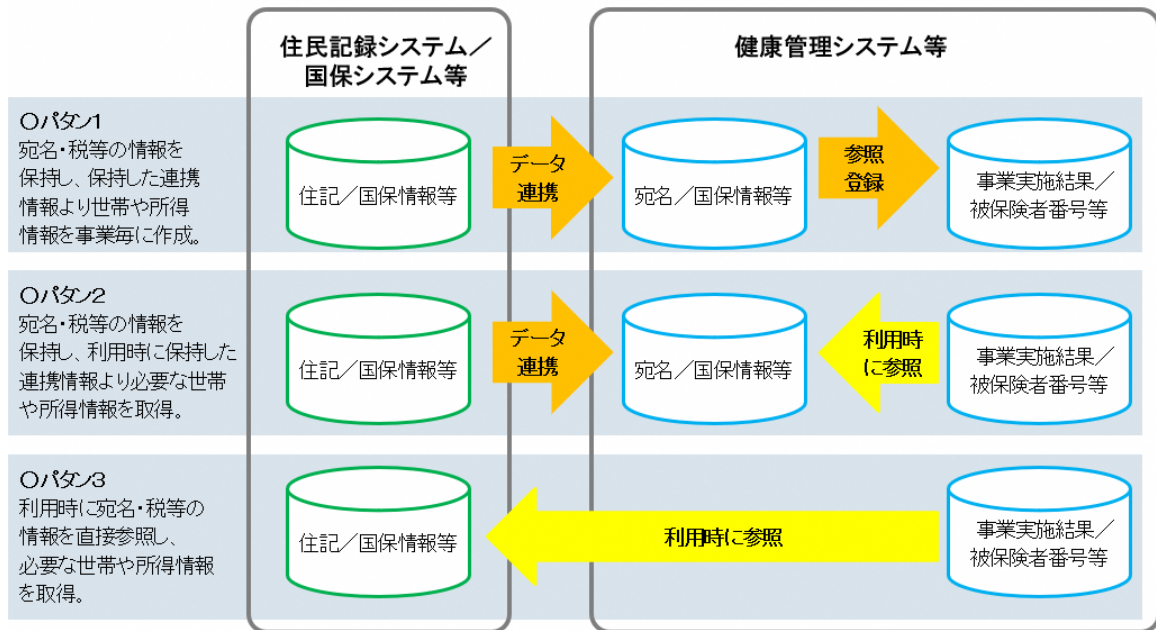 住民記録システム／
国保システム等
健康管理システム等
〇パタン1
宛名・税等の情報を
保持し、保持した連携
情報より世帯や所得
情報を事業毎に作成。
住記／国保情報等
データ
連携
宛名／国保情報等
参照
登録
事業実施結果／
被保険者番号等
〇パタン2
宛名・税等の情報を
保持し、利用時に保持した
連携情報より必要な世帯
や所得情報を取得。
住記／国保情報等
データ
連携
宛名／国保情報等
利用時
に参照
事業実施結果／
被保険者番号等
〇パタン3
利用時に宛名・税等の
情報を直接参照し、
必要な世帯や所得情報
を取得。
住記／国保情報等
利用時に参照
事業実施結果／
被保険者番号等